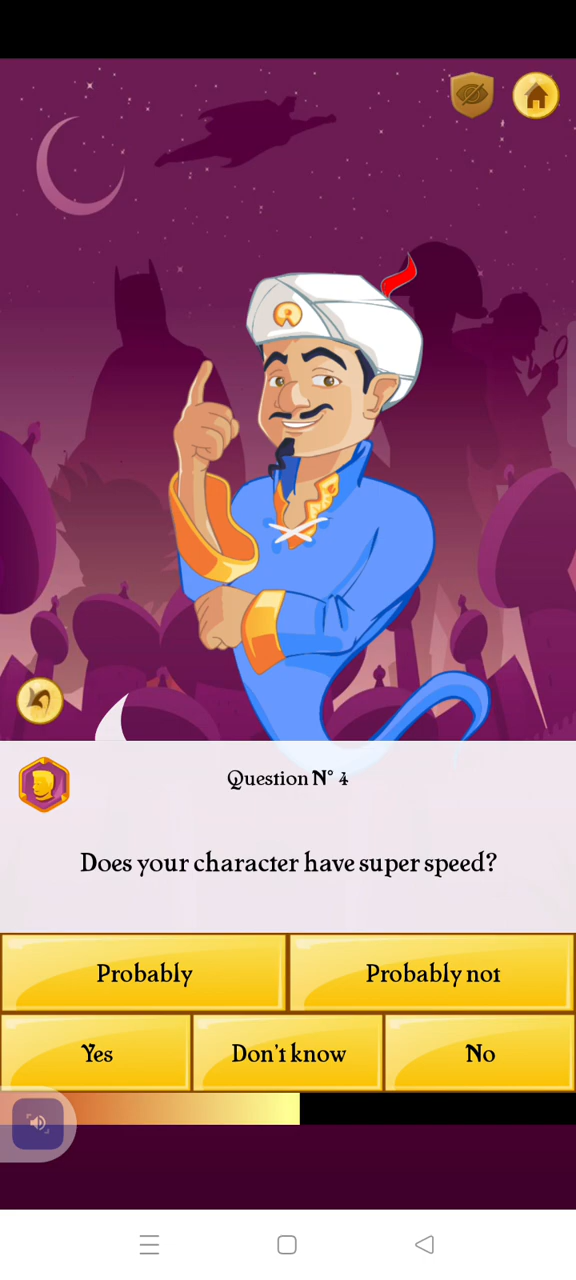 Question N° 4
Does your character have super speed?
Probably
Probably not
Yes
Don't know
No